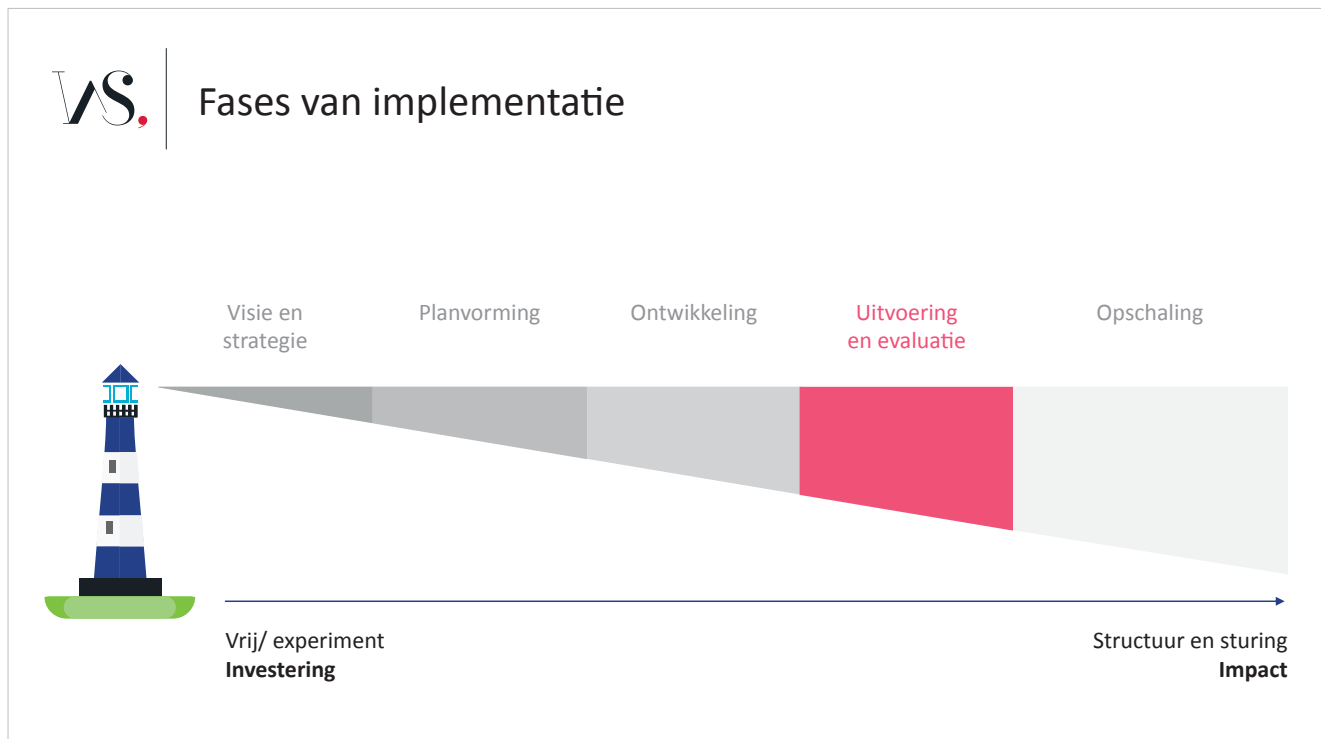 VS,
Fases van implementatie
Visie en
strategie
Planvorming
Ontwikkeling
Uitvoering
en evaluatie
Opschaling
Vrij/ experiment
Investering
Structuur en sturing
Impact